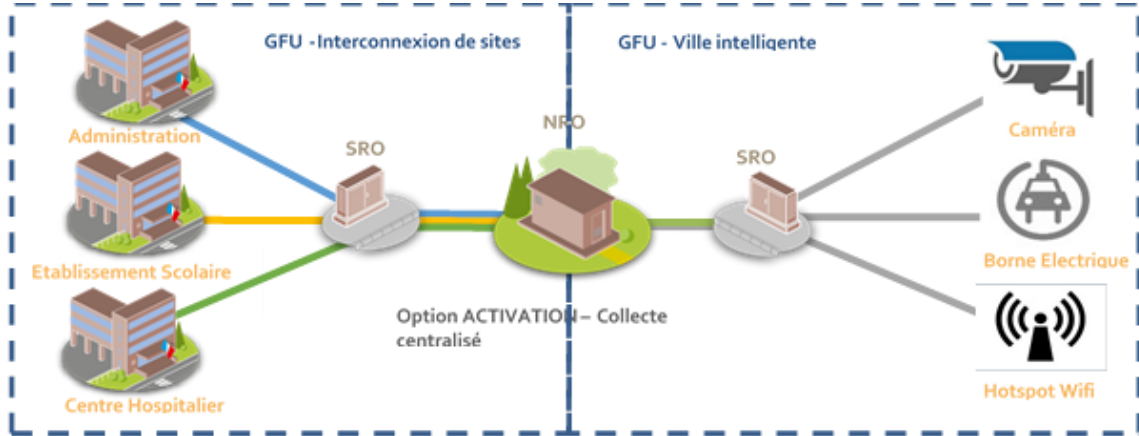 GFU -Interconnexion de sites
GFU - Ville intelligente
Administration
SRO
NRO
SRO
Caméra
Etablissement Scolaire
Borne Electrique
Option ACTIVATION – Collecte
centralisé
Centre Hospitalier
Hotspot Wifi